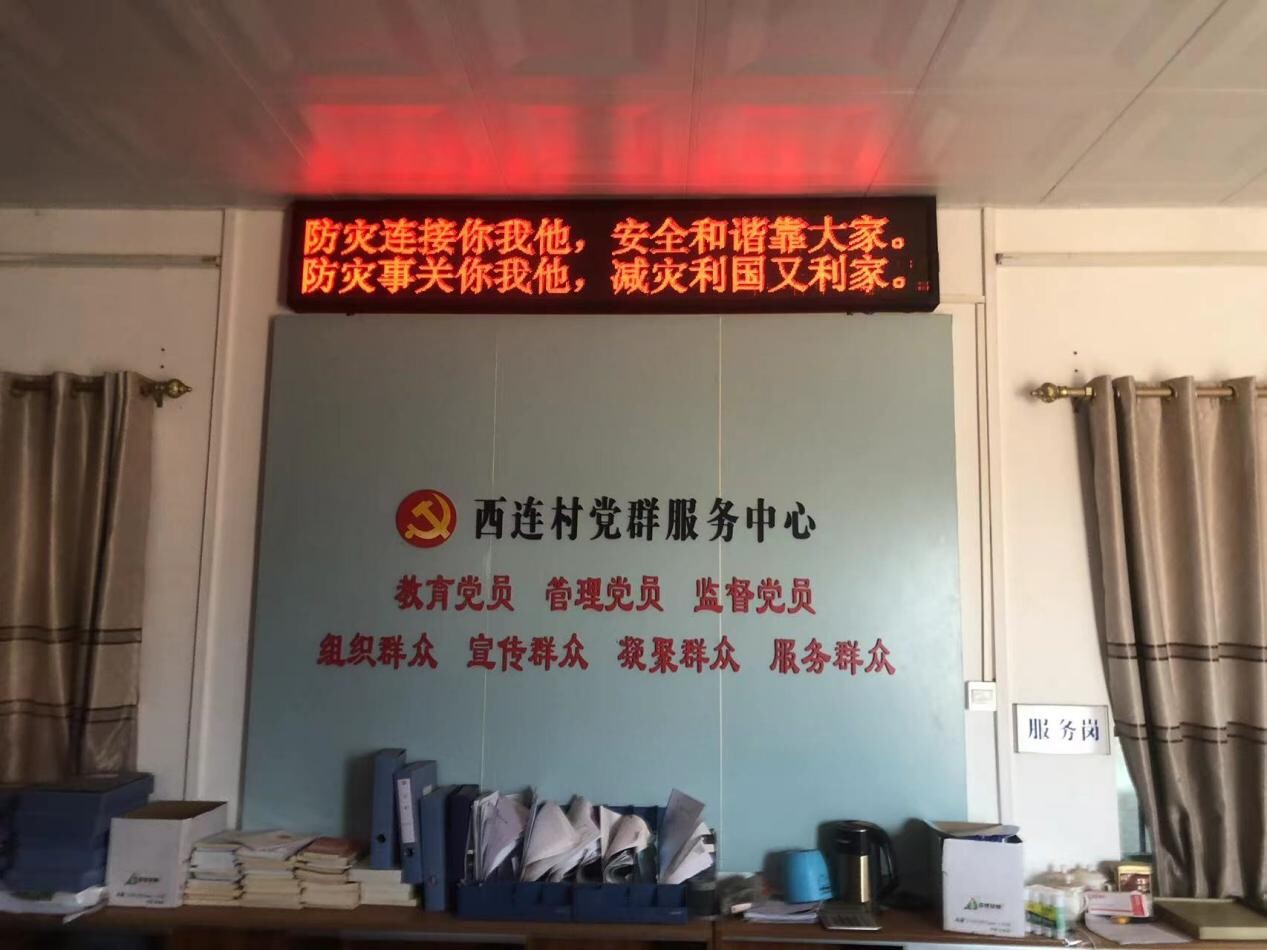 防灾连接你我他，安全和谐靠大家。
防灾事关你我他，减灾利国又利家。
西连村党群服务中心
教育党员 管理党员 监督党员
组织群众 宣传群众 凝聚群众 服务群众
服务岗